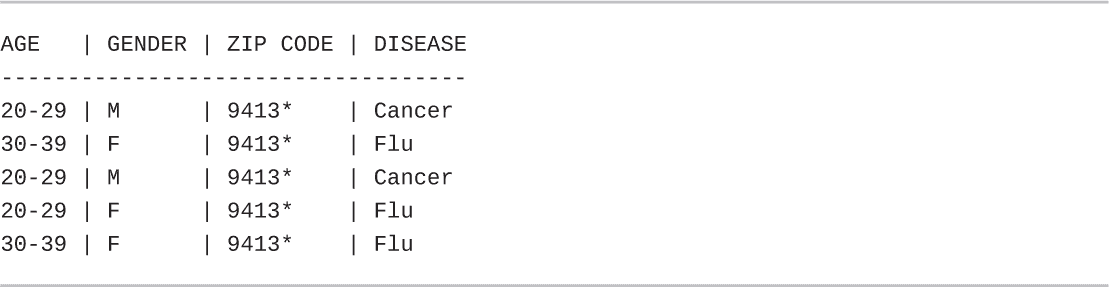 AGE   | GENDER | ZIP CODE | DISEASE
-----------------------------------
20-29 | M      | 9413*    | Cancer
30-39 | F      | 9413*    | Flu
20-29 | M      | 9413*    | Cancer
20-29 | F      | 9413*    | Flu
30-39 | F      | 9413*    | Flu